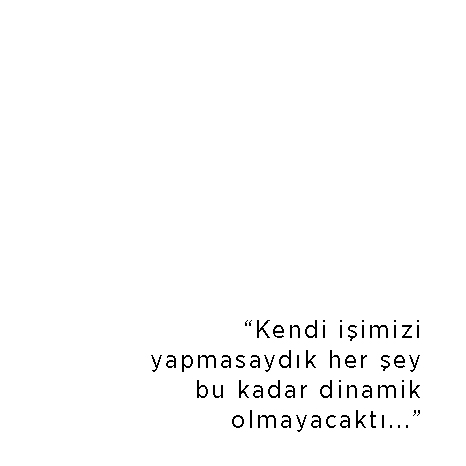 “Kendi işimizi
yapmasaydık her şey
bu kadar dinamik
olmayacaktı...”